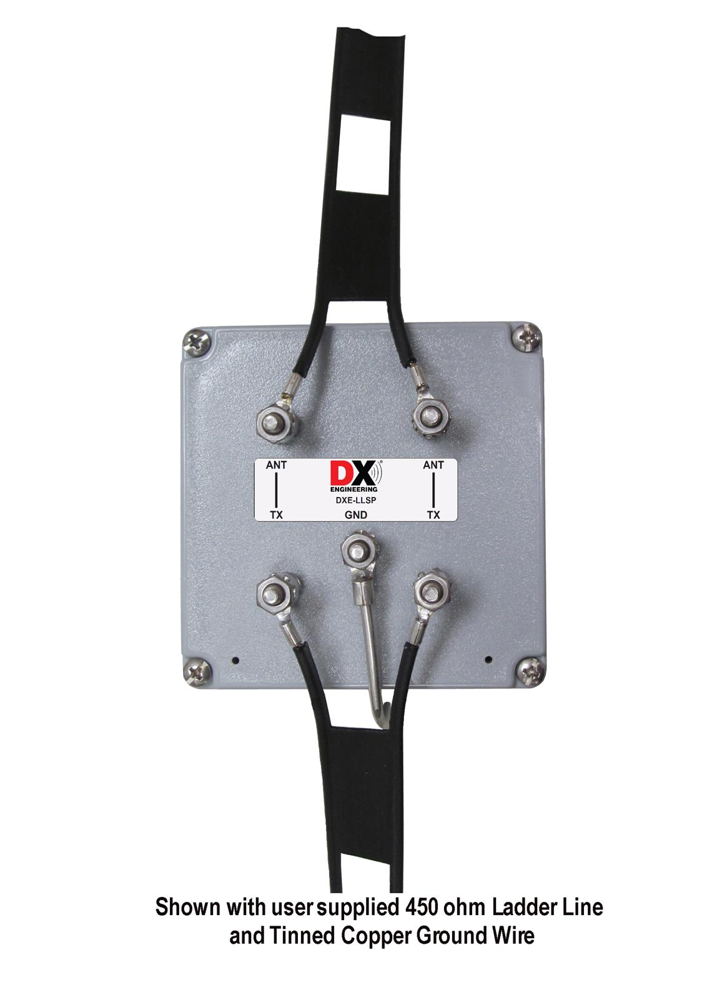 ANT DX® ANT
ENGINEERING
DXE-LLSP
TX GND TX
Shown with user supplied 450 ohm Ladder Line
and Tinned Copper Ground Wire